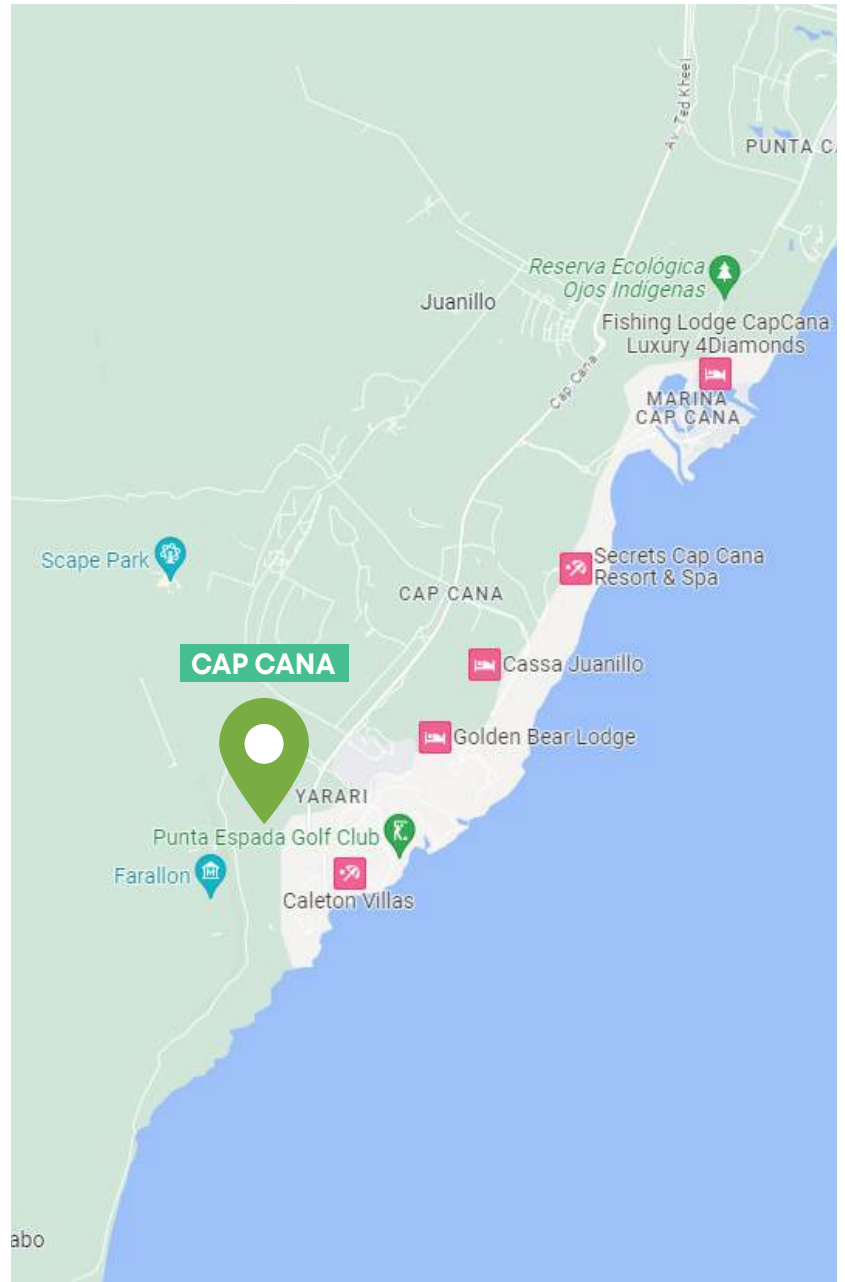 Av. Ted Kheel
PUNTA C
Reserva Ecológica
Ojos Indígenas
Juanillo
Fishing Lodge CapCana
Luxury 4Diamonds
MARINA
CAP CANA
Cap Cana
Scape Park
Secrets Cap Cana
Resort & Spa
CAP CANA
CAP CANA
Cassa Juanillo
Golden Bear Lodge
YARARI
Punta Espada Golf Club
Farallon
M
Caleton Villas
abo